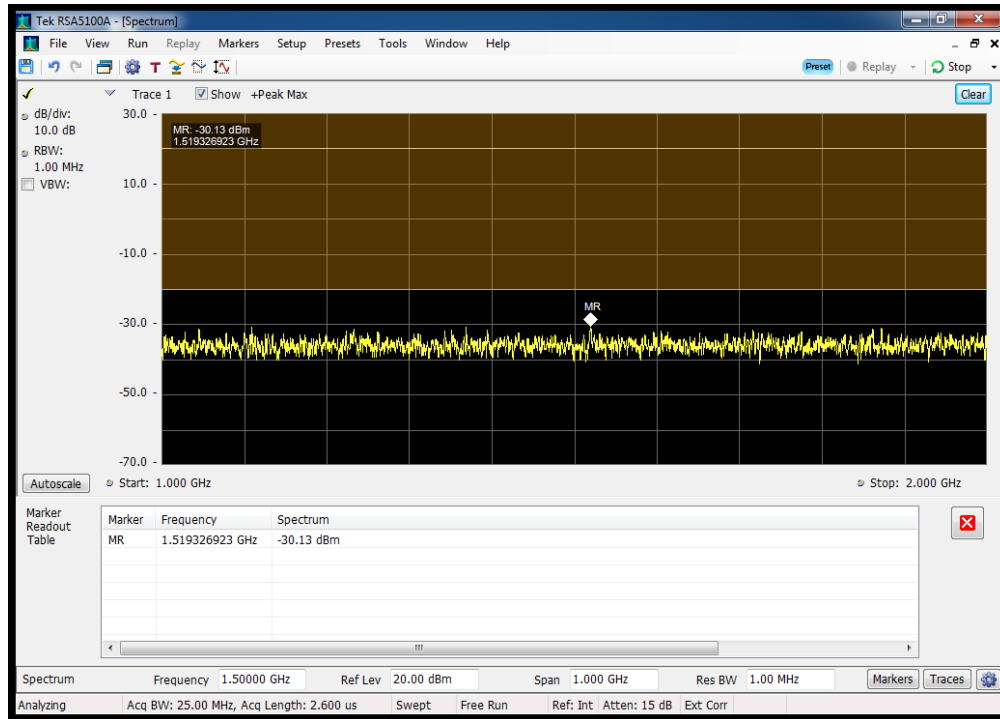 Tek RSA5100A - [Spectrum]
File View Run Replay Markers Setup Presets Tools Window Help
T Preset Replay Stop
Trace 1 Show +Peak Max Clear
dB/div:
10.0 dB
RBW:
1.00 MHz
VBW:
30.0
10.0
-10.0
-30.0
-50.0
-70.0
MR: -30.13 dBm
1.519326923 GHz
MR
Autoscale Start: 1.000 GHz Stop: 2.000 GHz
Marker
Readout
Table
Marker Frequency Spectrum
MR 1.519326923 GHz -30.13 dBm
Spectrum Frequency 1.50000 GHz Ref Lev 20.00 dBm Span 1.000 GHz Res BW 1.00 MHz Markers Traces
Analyzing Acq BW: 25.00 MHz, Acq Length: 2.600 us Swept Free Run Ref: Int Atten: 15 dB Ext Corr